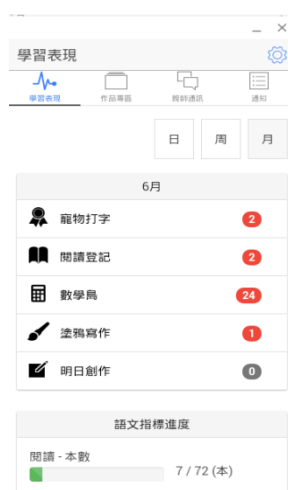 學習表現
學習表現 作品專區 親師通訊 通知
日 周 月
6月
寵物打字 2
閱讀登記 2
數學島 24
塗鴉寫作 1
明日創作 0
語文指標進度
閱讀 - 本數
7 / 72 (本)